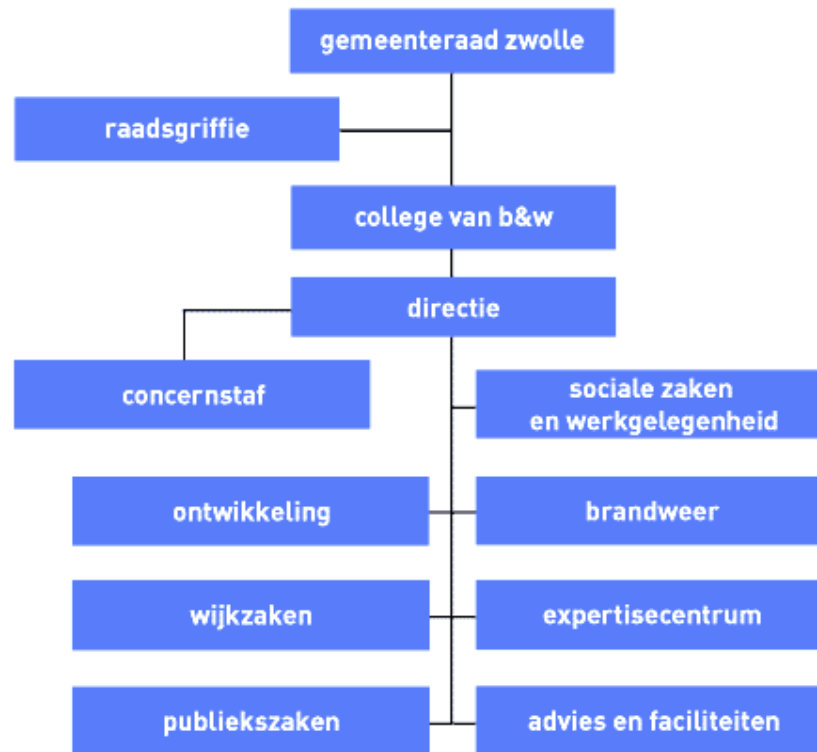 gemeenteraad zwolle
raadsgriffie
college van b&w
directie
concernstaf
sociale zaken
en werkgelegenheid
ontwikkeling
brandweer
wijkzaken
expertisecentrum
publiekszaken
advies en faciliteiten